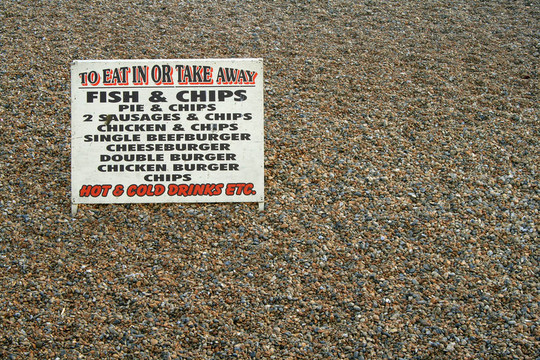 TO EAT IN OR TAKE AWAY
FISH & CHIPS
PIE & CHIPS
2 SAUSAGES & CHIPS
CHICKEN & CHIPS
SINGLE BEEFBURGER
CHEESEBURGER
DOUBLE BURGER
CHICKEN BURGER
CHIPS
HOT & COLD DRINKS ETC.